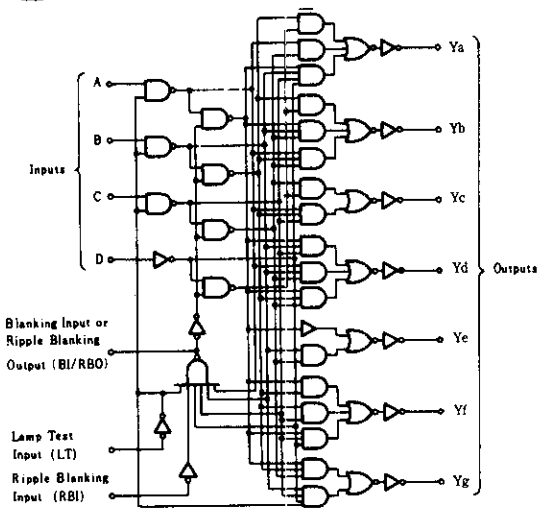 A
Ya
B
Yb
Inputs
C
Yc
D
Yd
Outputs
Blanking Input or
Ripple Blanking
Output (BI/RBO)
Ye
Lamp Test
Input (LT)
Yf
Ripple Blanking
Input (RBI)
Yg